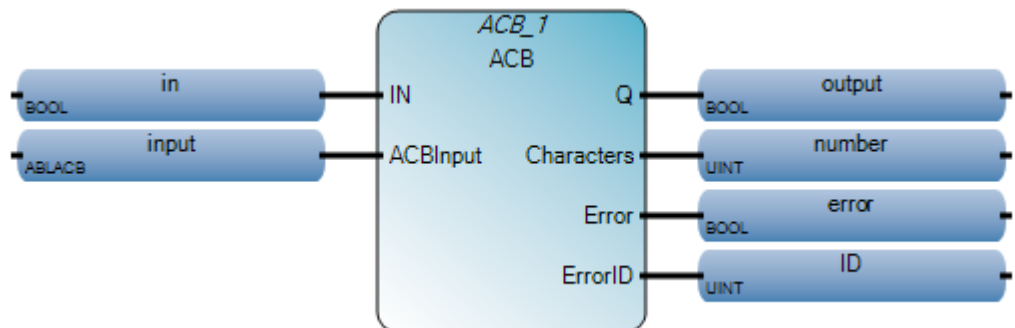 ACB_1
ACB
in
BOOL
IN
Q
output
BOOL
input
ABLACB
ACBInput
Characters
number
UINT
Error
error
BOOL
ErrorID
ID
UINT